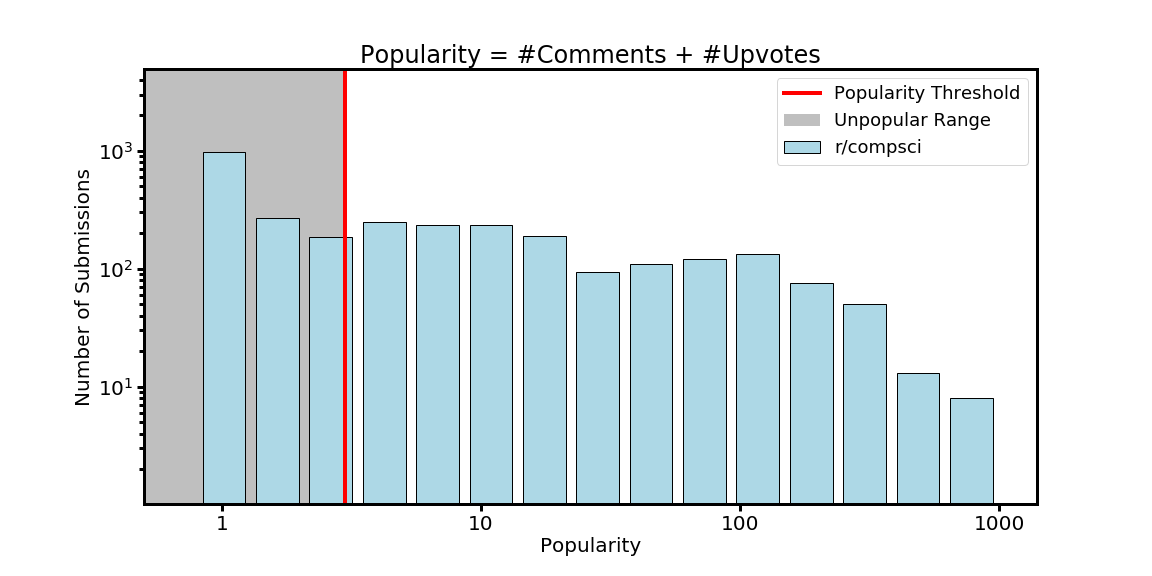 Popularity = #Comments + #Upvotes
Popularity Threshold
Unpopular Range
r/compsci
Number of Submissions
10³
10²
10¹
1 10 100 1000
Popularity